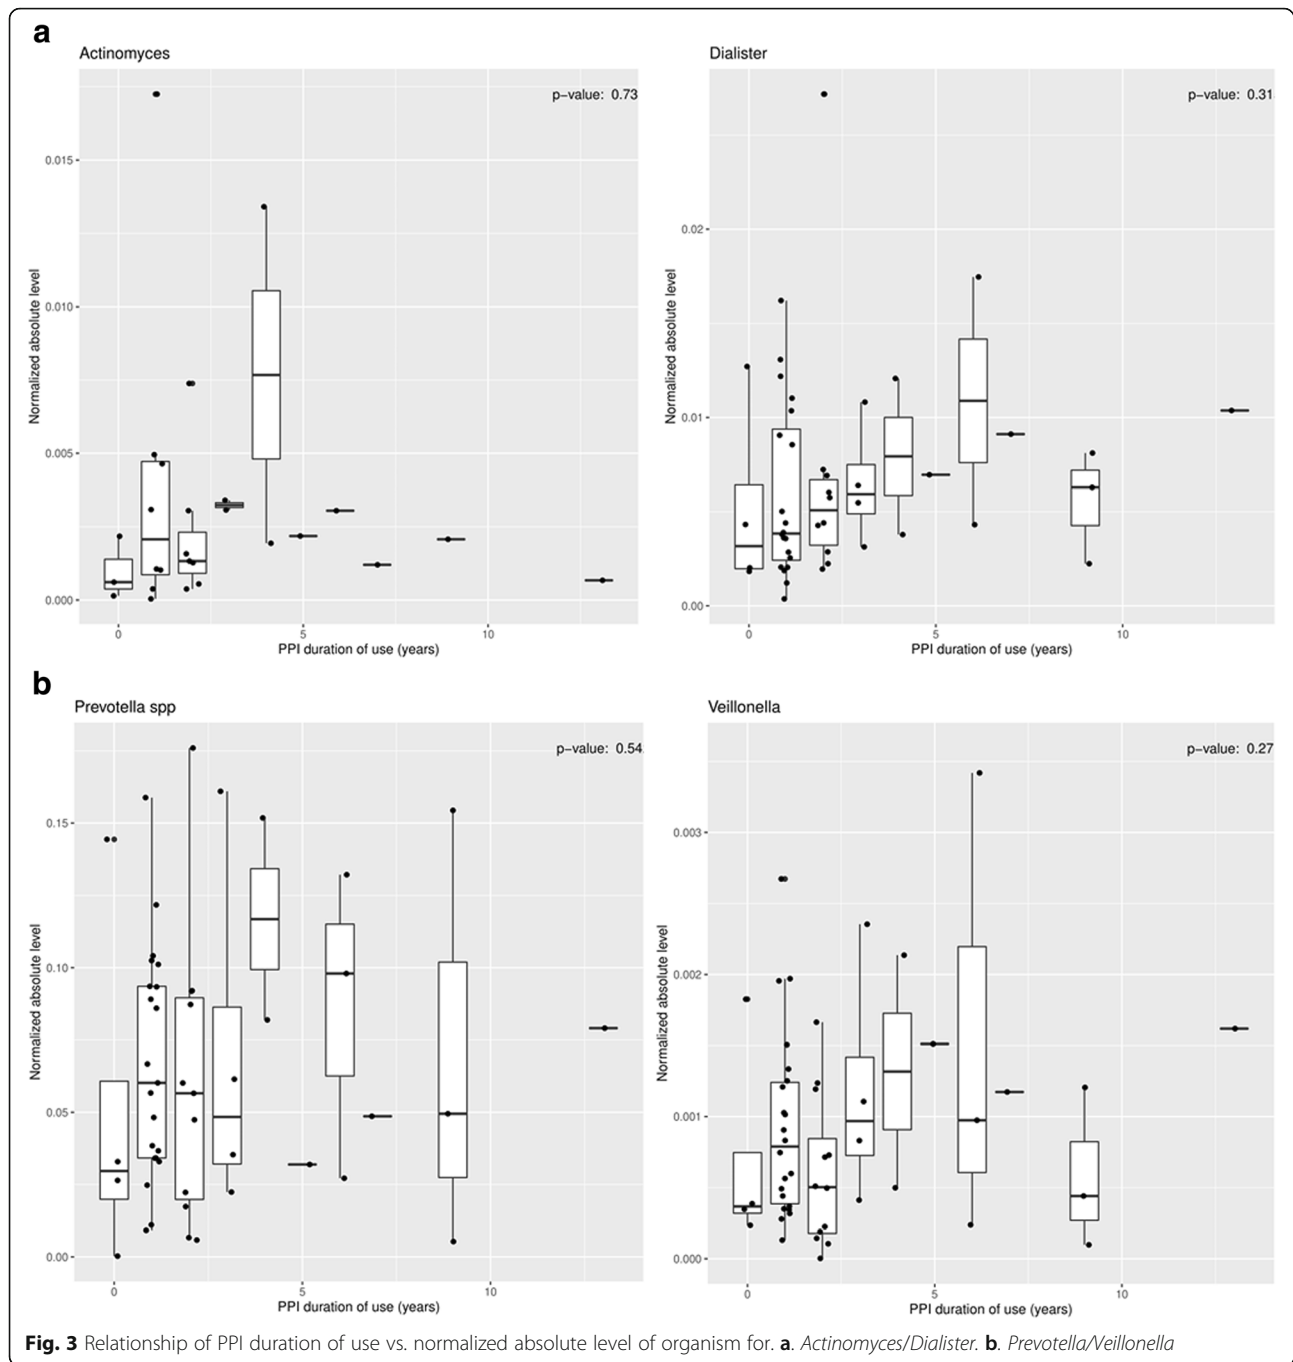 a
Actinomyces
p-value: 0.73
0.015
0.010
0.005
0.000
Normalized absolute level
0
5
10
PPI duration of use (years)
Dialister
p-value: 0.31
0.02
0.01
0.00
Normalized absolute level
0
5
10
PPI duration of use (years)
b
Prevotella spp
p-value: 0.54
0.15
0.10
0.05
0.00
Normalized absolute level
0
5
10
PPI duration of use (years)
Veillonella
p-value: 0.27
0.003
0.002
0.001
0.000
Normalized absolute level
0
5
10
PPI duration of use (years)
Fig. 3 Relationship of PPI duration of use vs. normalized absolute level of organism for. a. Actinomyces/Dialister. b. Prevotella/Veillonella